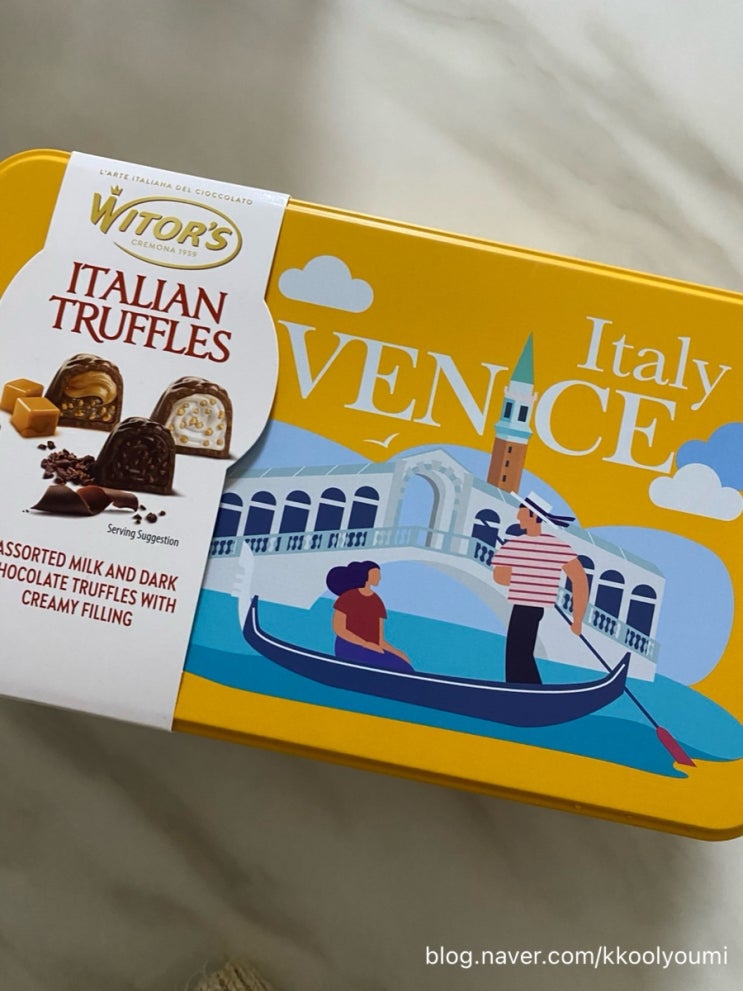 L'ARTE ITALIANA DEL CIOCCOLATO
WITOR'S
CREMONA 1959
ITALIAN
TRUFFLES
Serving Suggestion
ASSORTED MILK AND DARK
CHOCOLATE TRUFFLES WITH
CREAMY FILLING
Italy
VENICE
blog.naver.com/kkoolyoumi